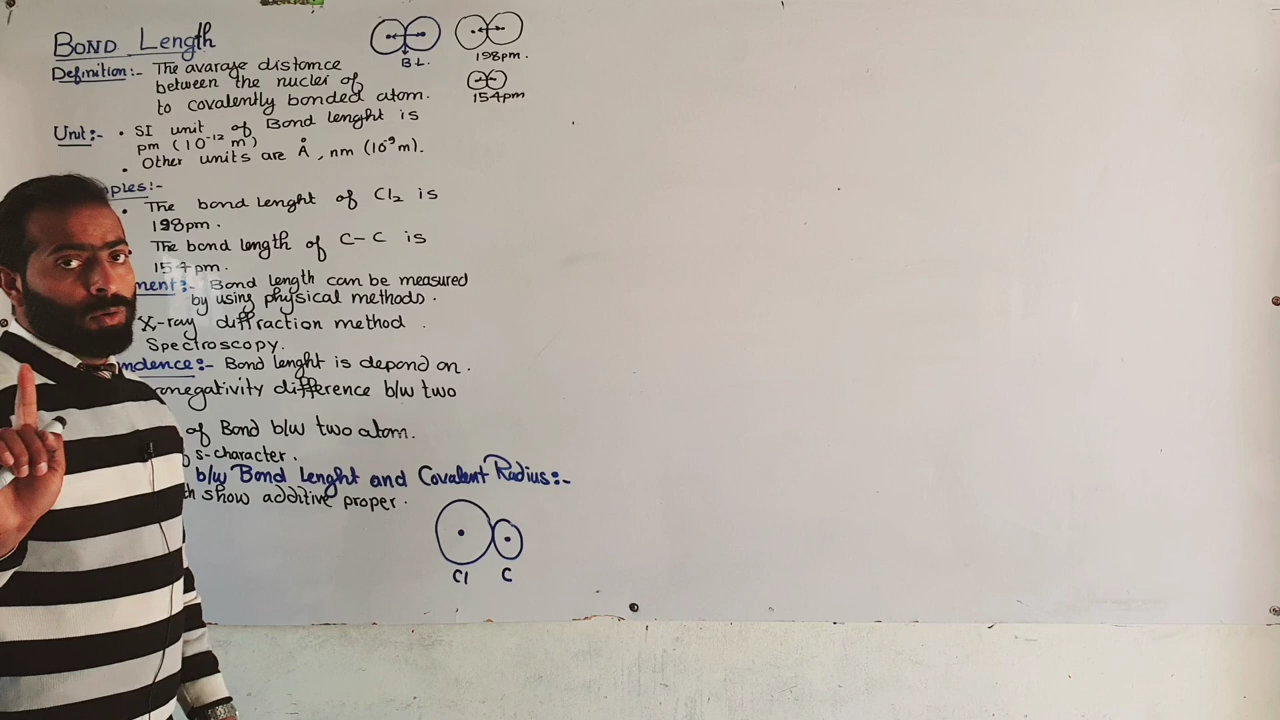 BOND Length
B L.
198pm.
154pm
Definition:- The avarage distance
between the nuclei of
to covalently bonded atom.
Unit:- • SI unit of Bond lenght is
pm (10⁻¹² m)
• Other units are Å, nm (10⁻⁹m).
ples:-
• The bond lenght of Cl₂ is
198pm.
The bond length of C-C is
154pm.
ment:- Bond length can be measured
by using physical methods.
X-ray diffraction method.
Spectroscopy.
ndence:- Bond lenght is depond on.
onegativity difference b/w two
of Bond b/w two atom.
s-character.
b/w Bond Lenght and Covalent Radius:-
show additive proper.
Cl C